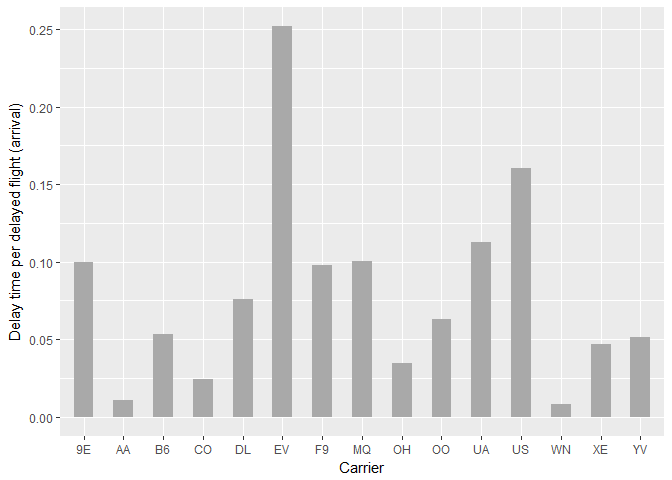 Delay time per delayed flight (arrival)
0.25
0.20
0.15
0.10
0.05
0.00
9E AA B6 CO DL EV F9 MQ OH OO UA US WN XE YV
Carrier